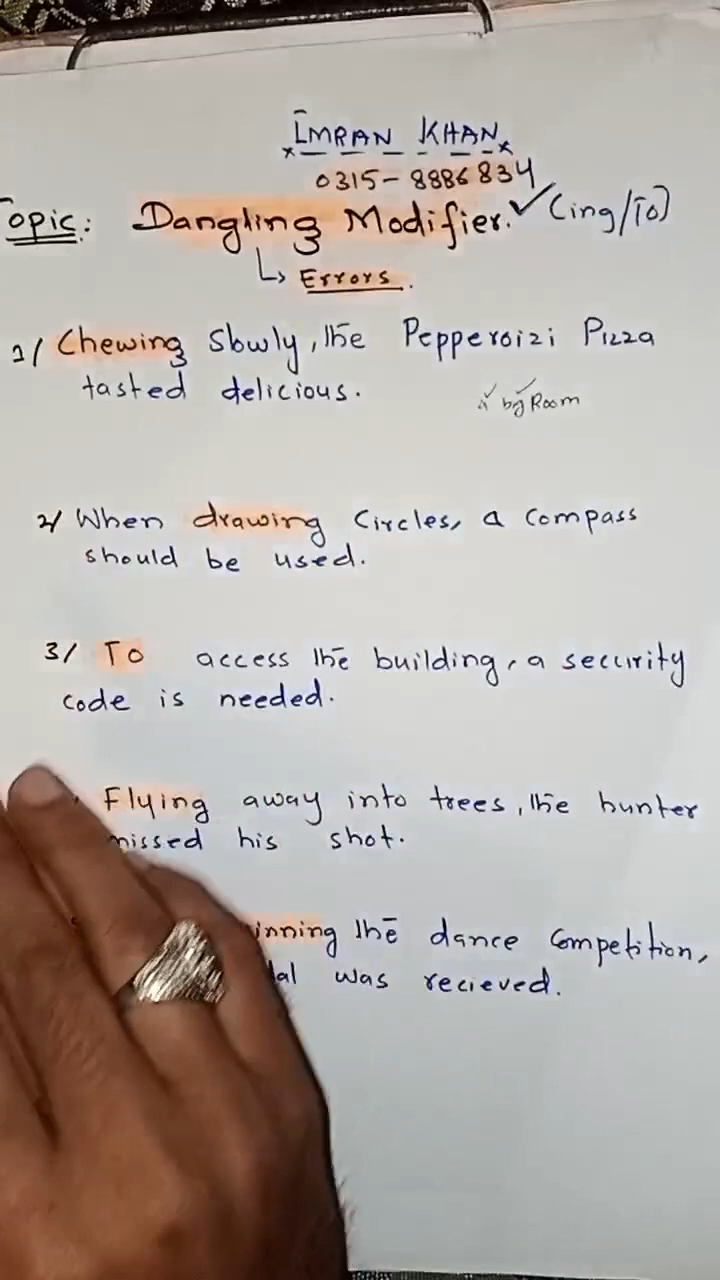 IMRAN KHAN
0315-8886834
Topic: Dangling Modifier. (ing/To)
Errors.
1/ Chewing Slowly, the Pepperoizi Pizza
tasted delicious.
by Room
2/ When drawing Circles, a Compass
should be used.
3/ To access the building, a security
code is needed.
Flying away into trees, the hunter
missed his shot.
inning the dance Competition,
dal was recieved.